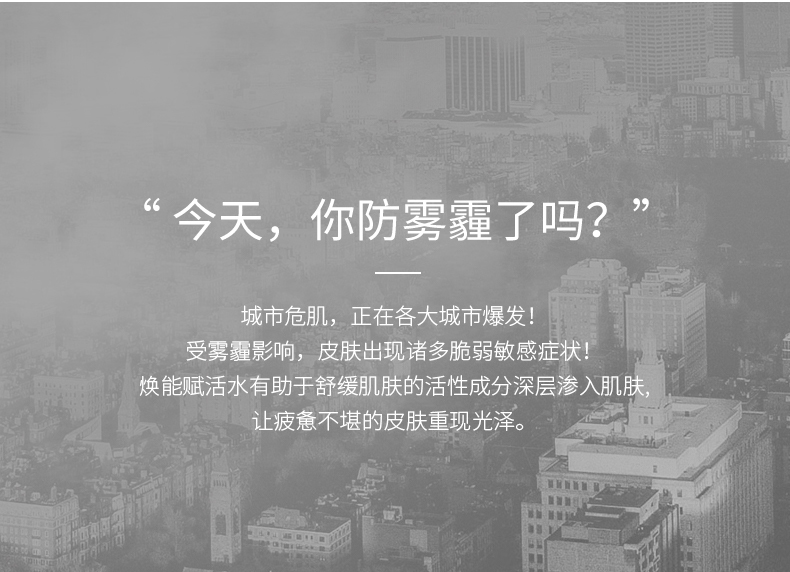 “ 今天，你防雾霾了吗？”
城市危肌，正在各大城市爆发！
受雾霾影响，皮肤出现诸多脆弱敏感症状！
焕能赋活水有助于舒缓肌肤的活性成分深层渗入肌肤,
让疲惫不堪的皮肤重现光泽。